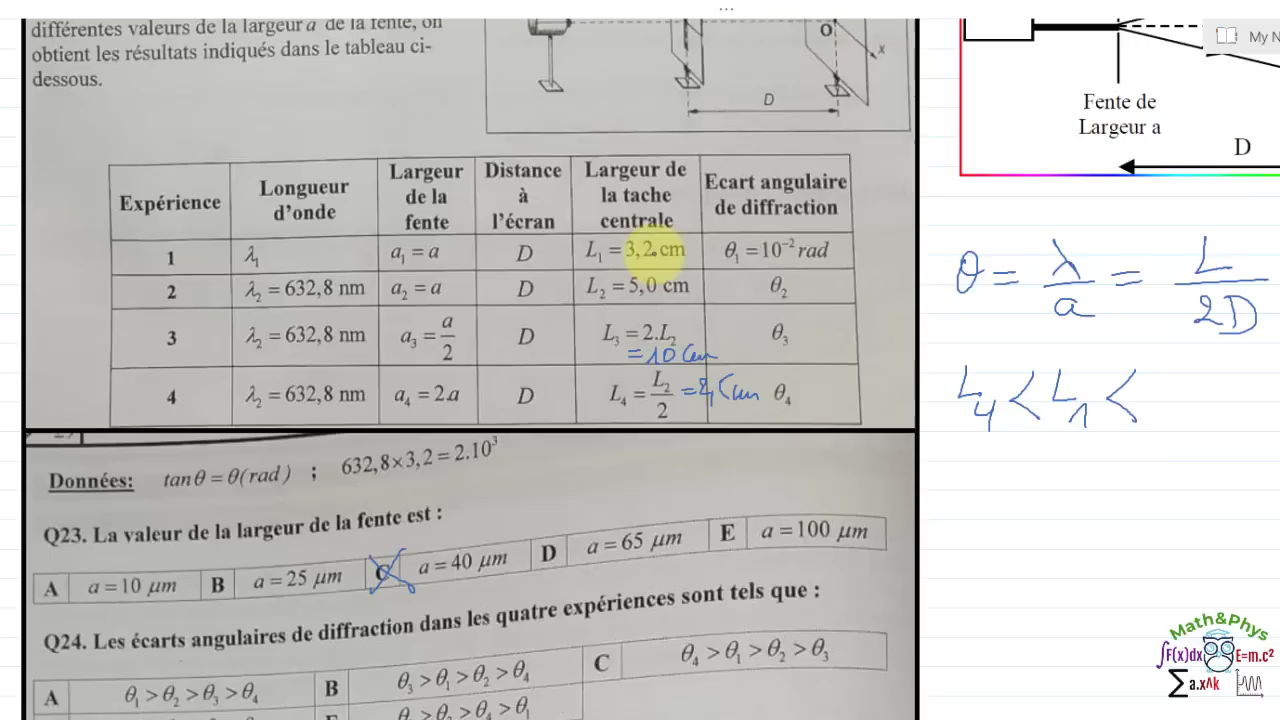 ...
différentes valeurs de la largeur a de la fente, on
obtient les résultats indiqués dans le tableau ci-
dessous.
O
x
D
My N
Fente de
Largeur a
D
Expérience | Longueur d'onde | Largeur de la fente | Distance à l'écran | Largeur de la tache centrale | Ecart angulaire de diffraction
1 | λ₁ | a₁ = a | D | L₁ = 3,2 cm | θ₁ = 10⁻² rad
2 | λ₂ = 632,8 nm | a₂ = a | D | L₂ = 5,0 cm | θ₂
3 | λ₂ = 632,8 nm | a₃ = a/2 | D | L₃ = 2.L₂ = 10 cm | θ₃
4 | λ₂ = 632,8 nm | a₄ = 2.a | D | L₄ = L₂/2 = cm | θ₄
θ = λ/a = L/2D
L₄ < L₁ <
Données: tanθ = θ(rad) ; 632,8×3,2 = 2.10³
Q23. La valeur de la largeur de la fente est :
A a = 10 μm B a = 25 μm C a = 40 μm D a = 65 μm E a = 100 μm
Q24. Les écarts angulaires de diffraction dans les quatre expériences sont tels que :
A θ₁ > θ₂ > θ₃ > θ₄ B θ₃ > θ₁ > θ₂ > θ₄ C θ₄ > θ₁ > θ₂ > θ₃
Math&Phys
∫F(x)dx E=m.c²
∑ a.x^k